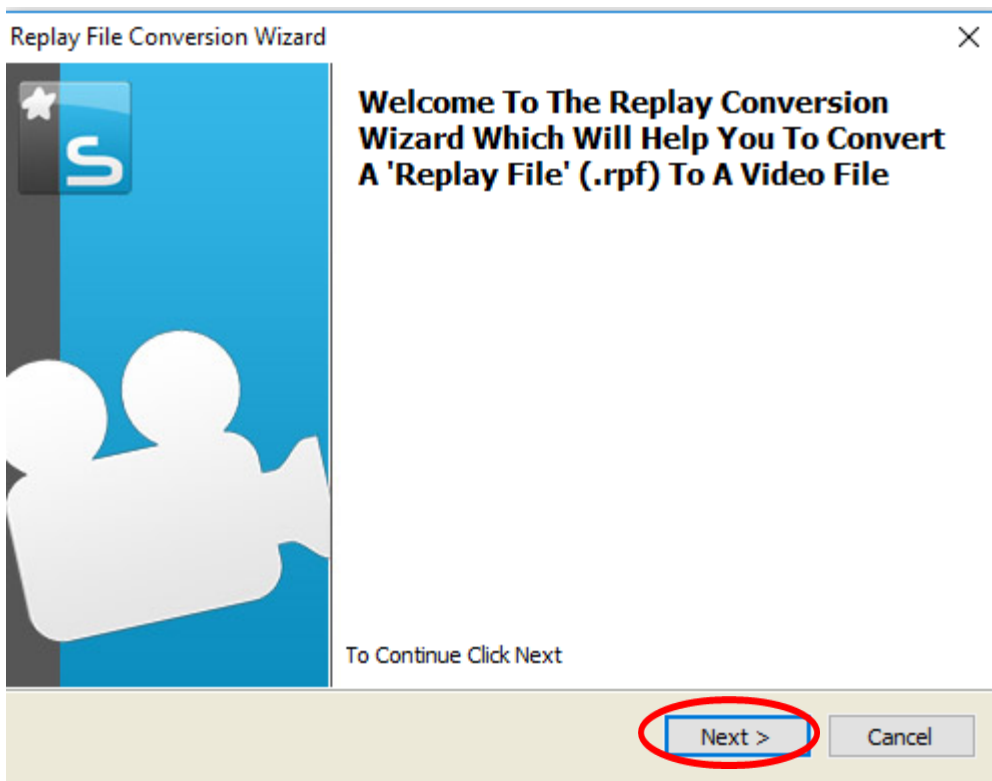 Replay File Conversion Wizard
S
Welcome To The Replay Conversion
Wizard Which Will Help You To Convert
A 'Replay File' (.rpf) To A Video File
To Continue Click Next
Next >
Cancel